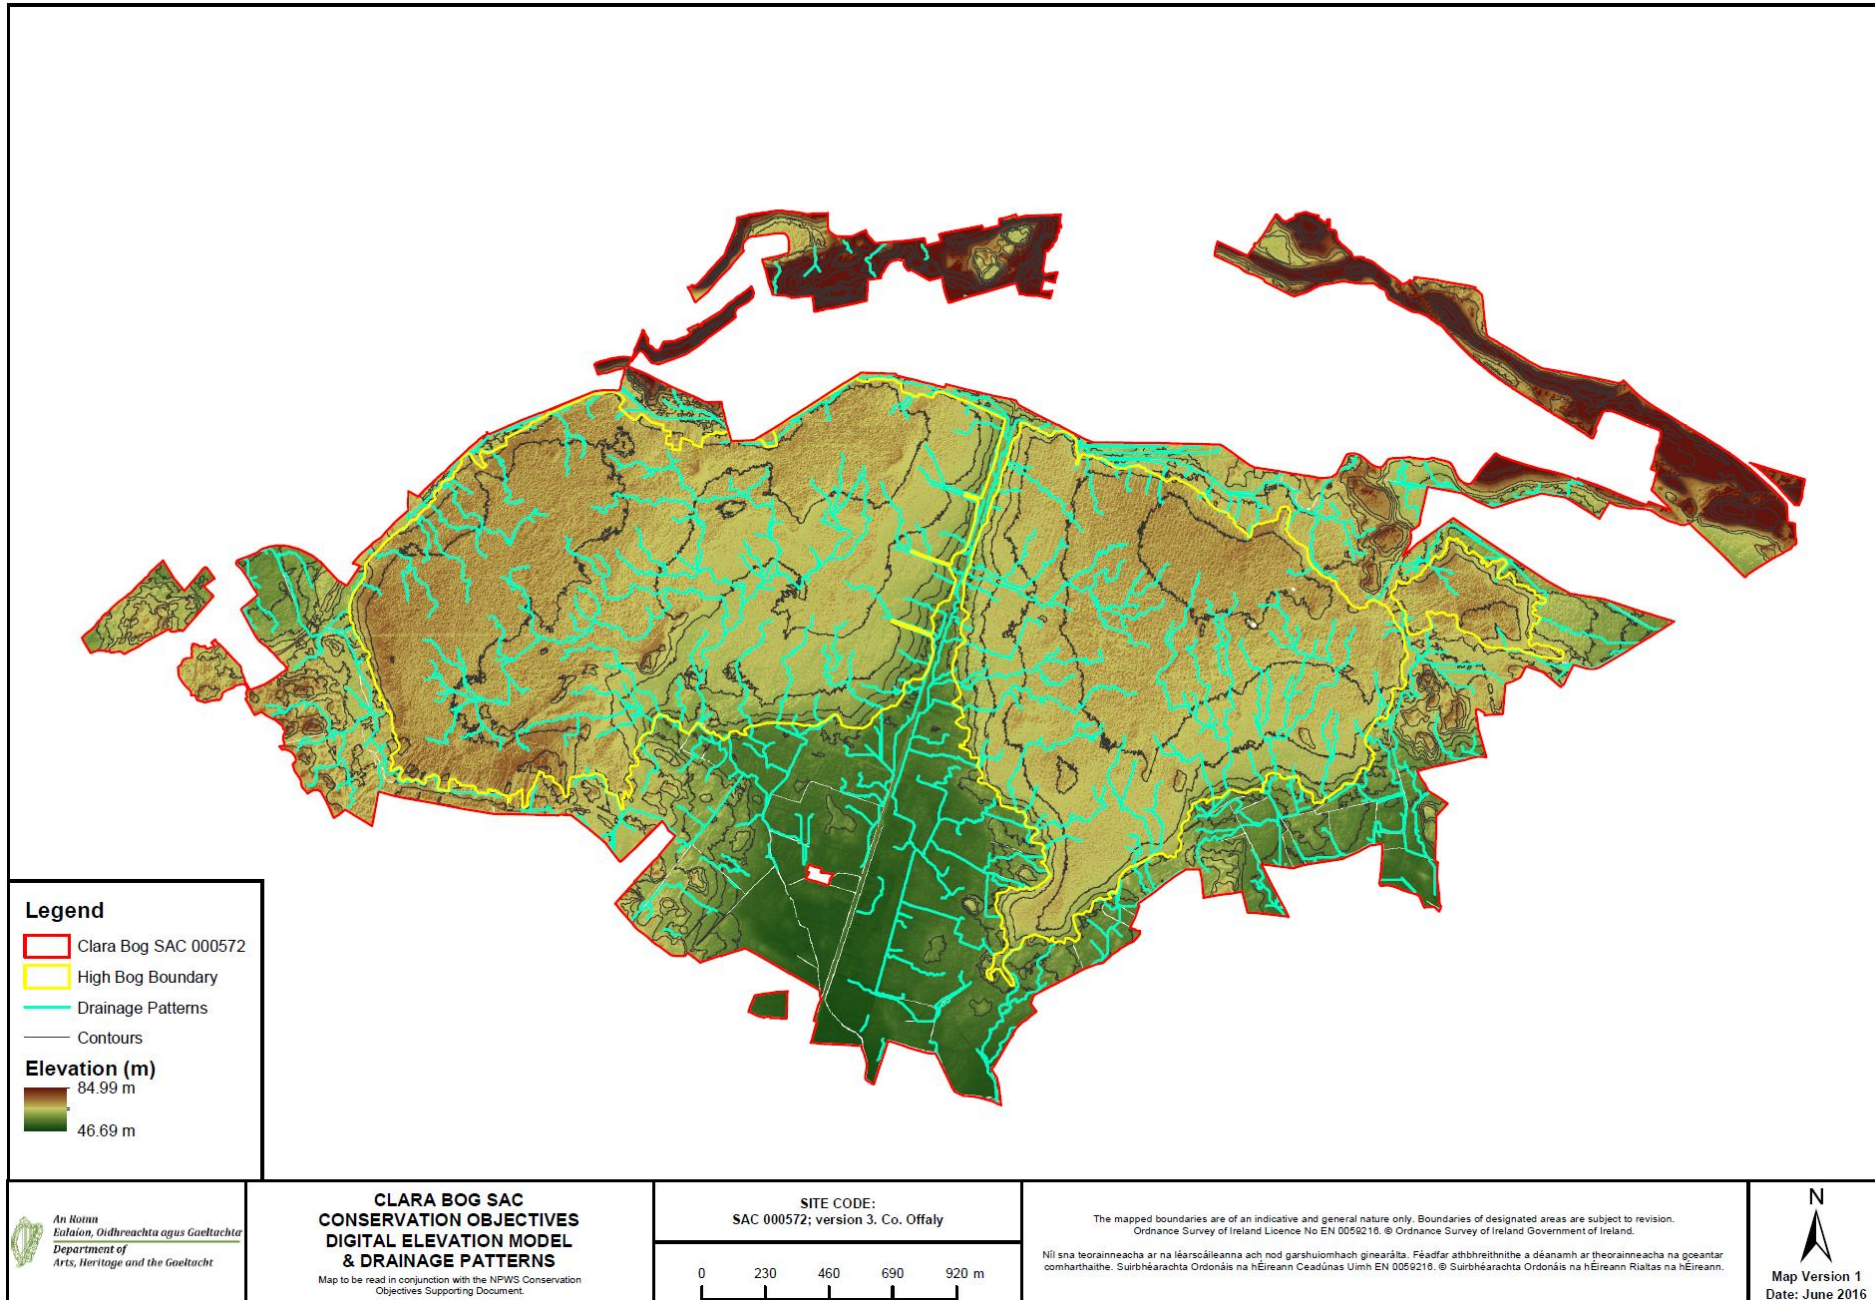 Legend
Clara Bog SAC 000572
High Bog Boundary
Drainage Patterns
Contours
Elevation (m)
84.99 m
46.69 m
An Roinn
Ealaíon, Oidhreachta agus Gaeltachta
Department of
Arts, Heritage and the Gaeltacht
CLARA BOG SAC
CONSERVATION OBJECTIVES
DIGITAL ELEVATION MODEL
& DRAINAGE PATTERNS
Map to be read in conjunction with the NPWS Conservation
Objectives Supporting Document.
SITE CODE:
SAC 000572; version 3. Co. Offaly
0 230 460 690 920 m
The mapped boundaries are of an indicative and general nature only. Boundaries of designated areas are subject to revision.
Ordnance Survey of Ireland Licence No EN 0059216. © Ordnance Survey of Ireland Government of Ireland.
Níl sna teorainneacha ar na léarscáileanna ach nod garshuiomhach ginearálta. Féadfar athbhreithnithe a déanamh ar theorainneacha na gceantar
comharthaithe. Suirbhéarachta Ordonáis na hÉireann Ceadúnas Uimh EN 0059216. © Suirbhéarachta Ordonáis na hÉireann Rialtas na hÉireann.
N
Map Version 1
Date: June 2016